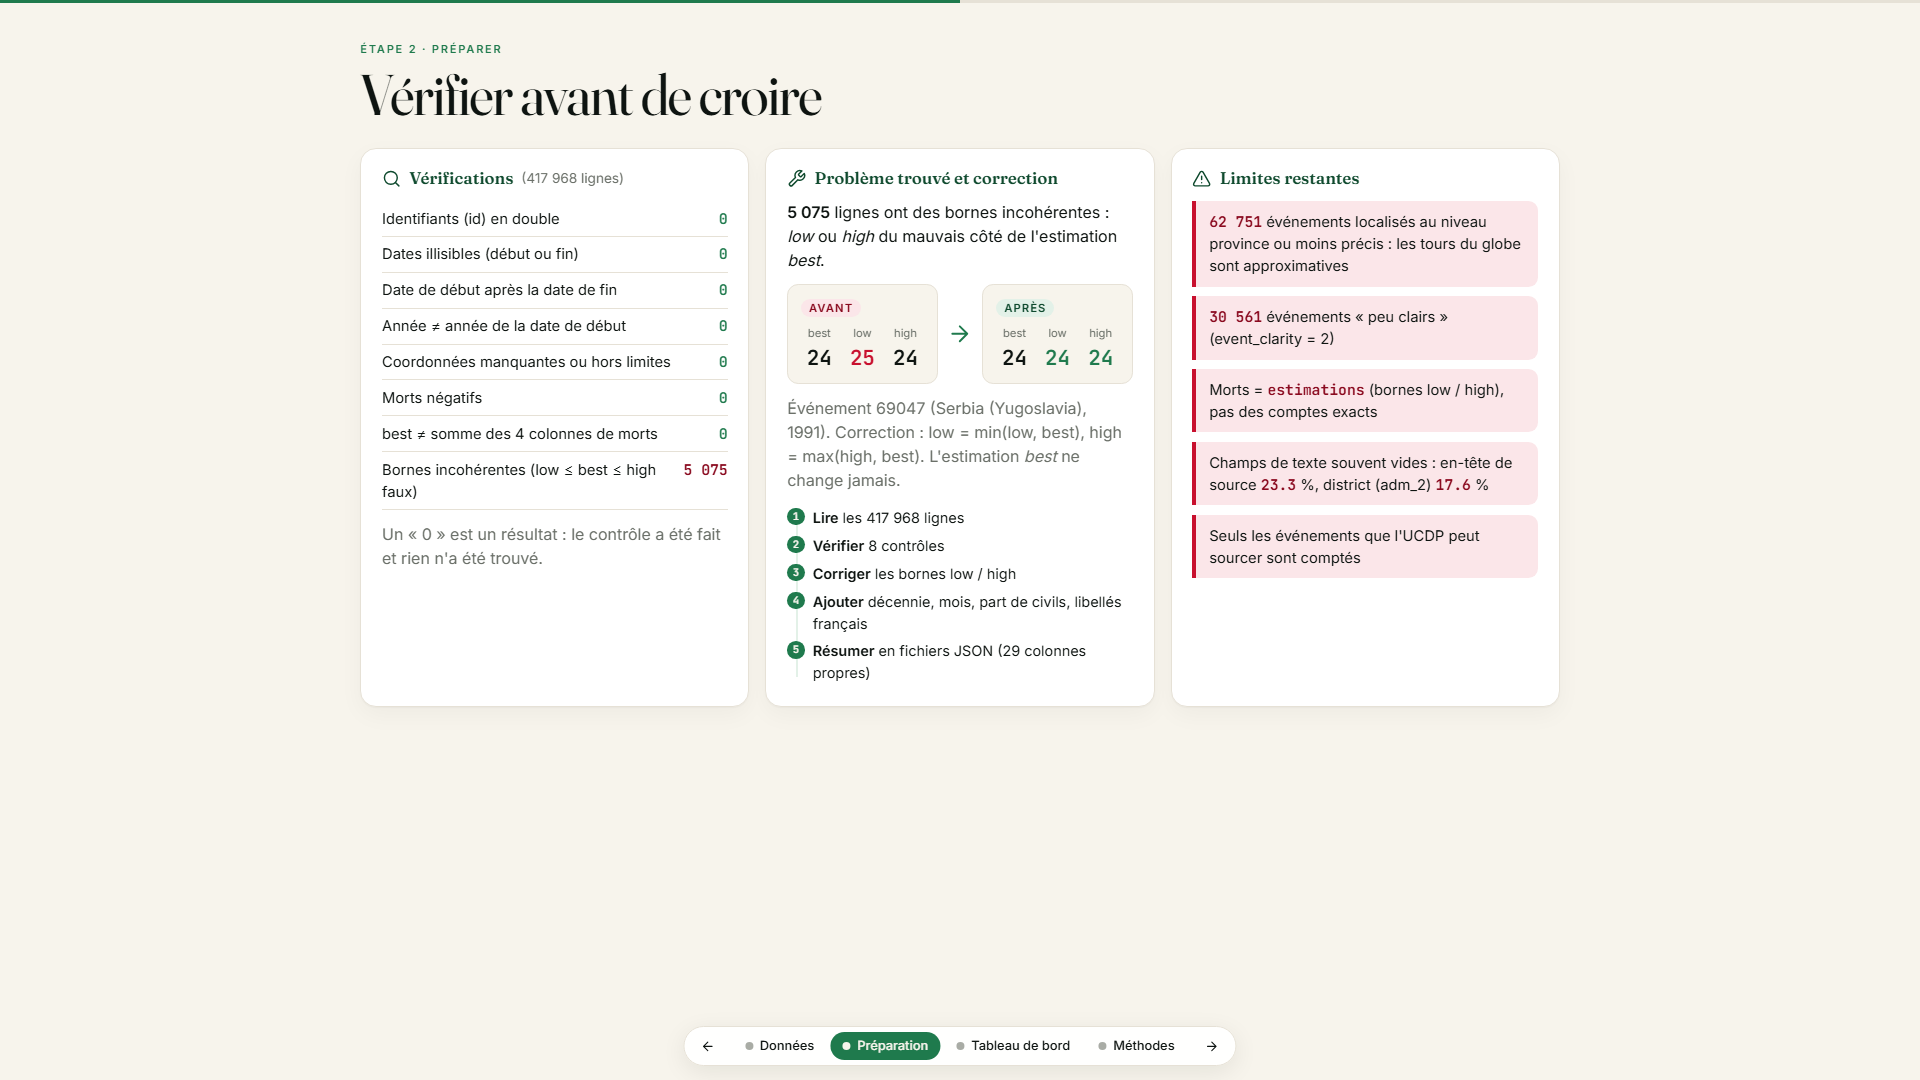 ÉTAPE 2 · PRÉPARER
Vérifier avant de croire
Vérifications (417 968 lignes)
Identifiants (id) en double 0
Dates illisibles (début ou fin) 0
Date de début après la date de fin 0
Année ≠ année de la date de début 0
Coordonnées manquantes ou hors limites 0
Morts négatifs 0
best ≠ somme des 4 colonnes de morts 0
Bornes incohérentes (low ≤ best ≤ high 5 075
faux)
Un « 0 » est un résultat : le contrôle a été fait
et rien n'a été trouvé.
Problème trouvé et correction
5 075 lignes ont des bornes incohérentes :
low ou high du mauvais côté de l'estimation
best.
AVANT
best low high
24 25 24
APRÈS
best low high
24 24 24
Événement 69047 (Serbia (Yugoslavia),
1991). Correction : low = min(low, best), high
= max(high, best). L'estimation best ne
change jamais.
1 Lire les 417 968 lignes
2 Vérifier 8 contrôles
3 Corriger les bornes low / high
4 Ajouter décennie, mois, part de civils, libellés
français
5 Résumer en fichiers JSON (29 colonnes
propres)
Limites restantes
62 751 événements localisés au niveau
province ou moins précis : les tours du globe
sont approximatives
30 561 événements « peu clairs »
(event_clarity = 2)
Morts = estimations (bornes low / high),
pas des comptes exacts
Champs de texte souvent vides : en-tête de
source 23.3 %, district (adm_2) 17.6 %
Seuls les événements que l'UCDP peut
sourcer sont comptés
← Données Préparation Tableau de bord Méthodes →